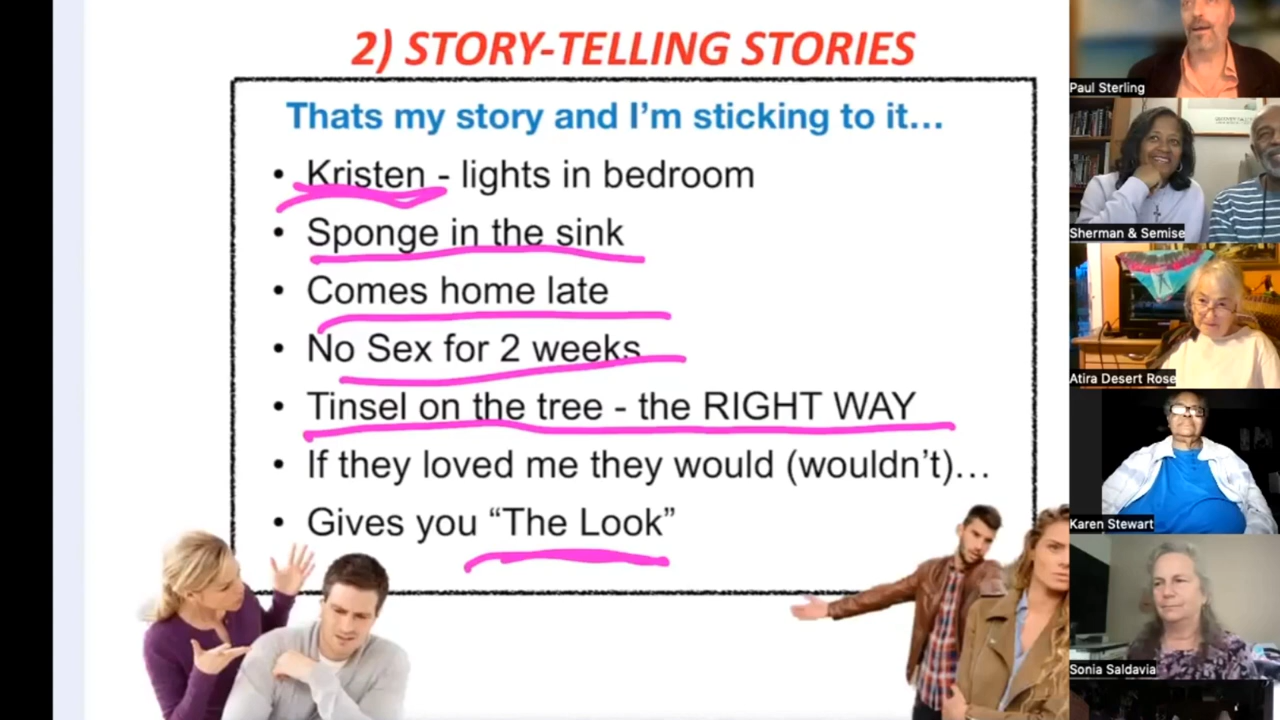 2) STORY-TELLING STORIES
Thats my story and I'm sticking to it...
• Kristen - lights in bedroom
• Sponge in the sink
• Comes home late
• No Sex for 2 weeks
• Tinsel on the tree - the RIGHT WAY
• If they loved me they would (wouldn't)...
• Gives you “The Look”
Paul Sterling
Sherman & Semise
Atira Desert Rose
Karen Stewart
Sonia Saldavia